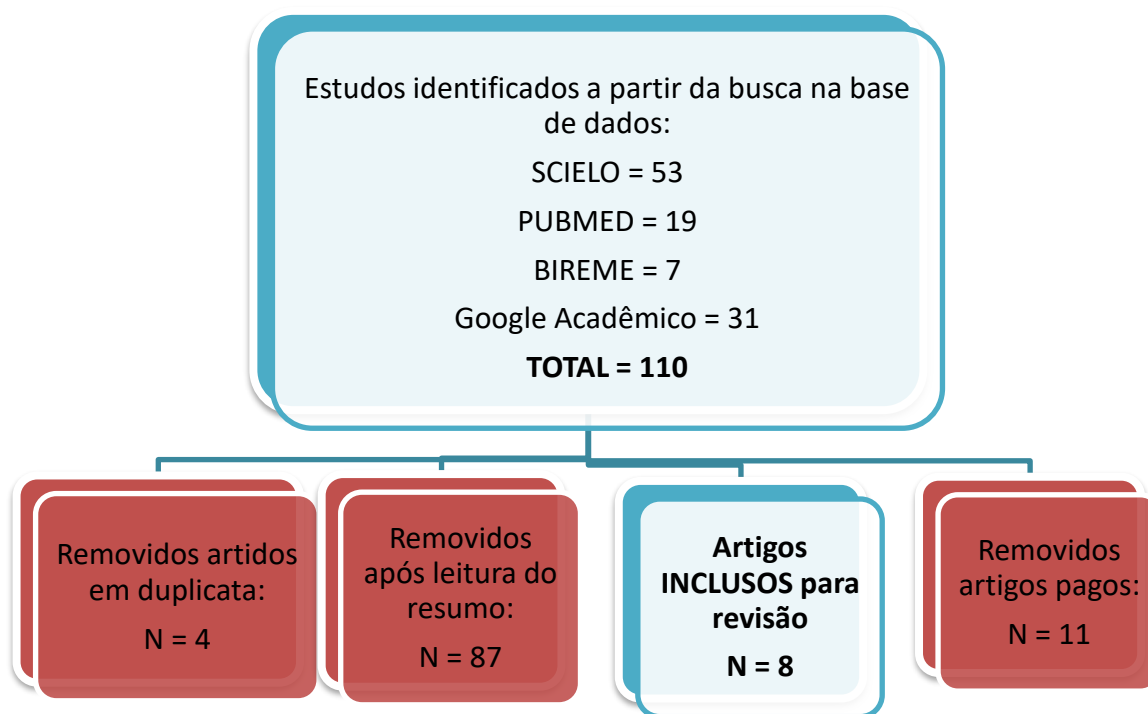 Estudos identificados a partir da busca na base
de dados:
SCIELO = 53
PUBMED = 19
BIREME = 7
Google Acadêmico = 31
TOTAL = 110
Removidos artidos
em duplicata:
N = 4
Removidos
após leitura do
resumo:
N = 87
Artigos
INCLUSOS para
revisão
N = 8
Removidos
artigos pagos:
N = 11